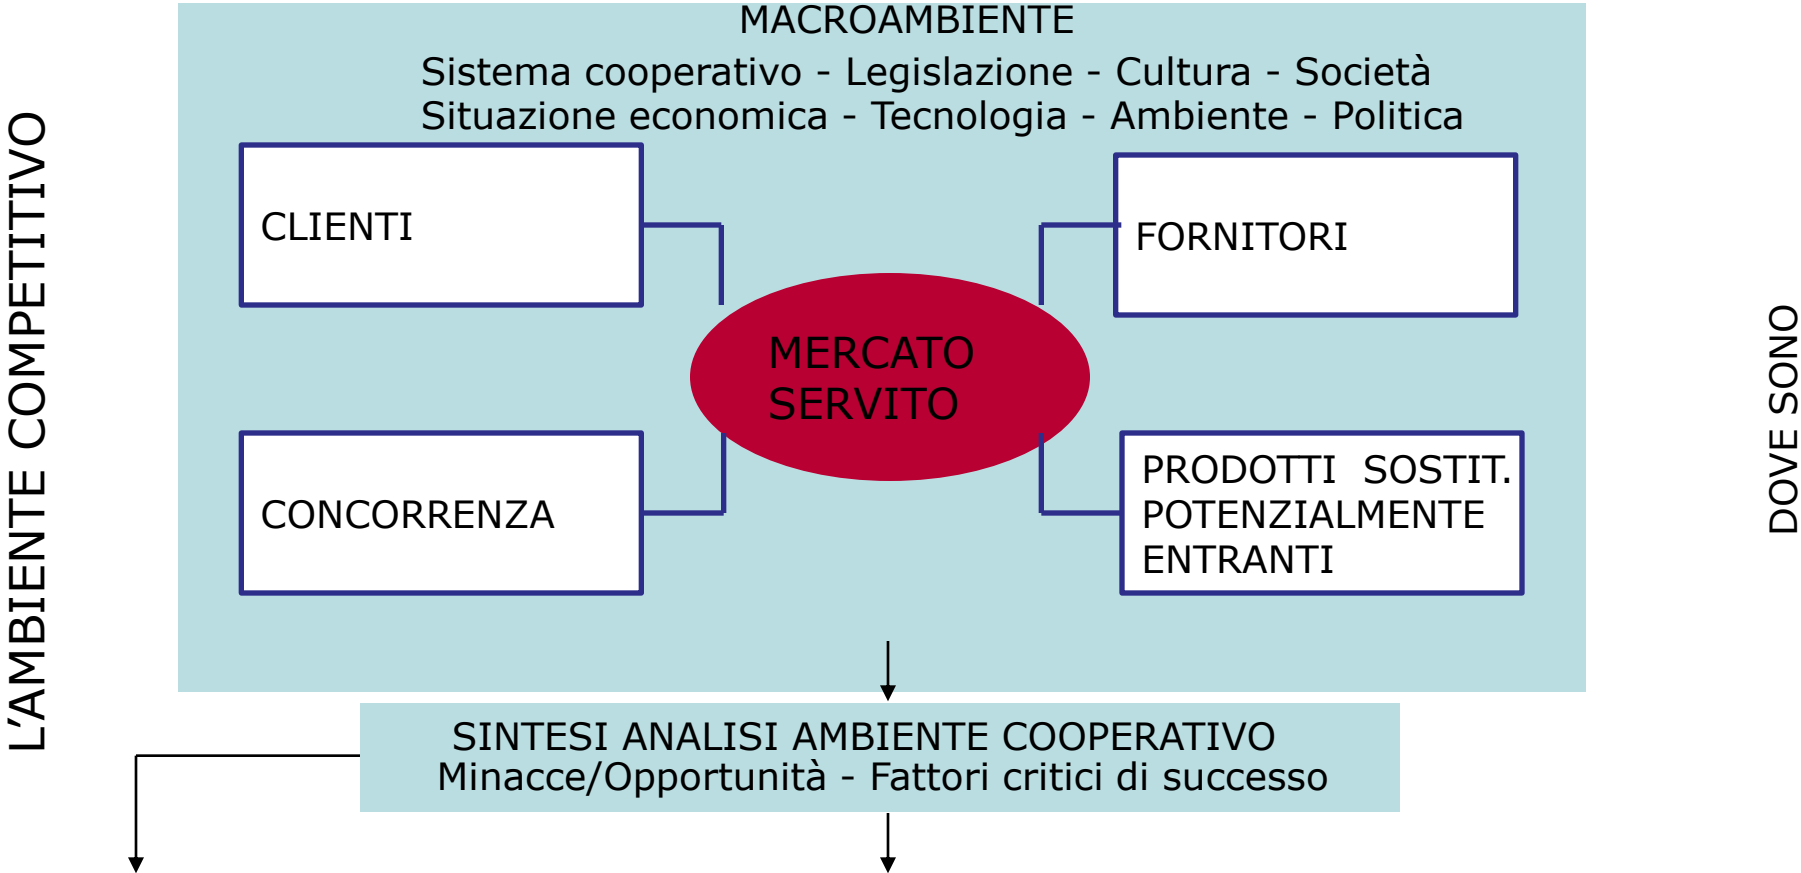 MACROAMBIENTE
Sistema cooperativo - Legislazione - Cultura - Società
Situazione economica - Tecnologia - Ambiente - Politica
L'AMBIENTE COMPETITIVO
CLIENTI
FORNITORI
MERCATO
SERVITO
CONCORRENZA
PRODOTTI SOSTIT.
POTENZIALMENTE
ENTRANTI
DOVE SONO
SINTESI ANALISI AMBIENTE COOPERATIVO
Minacce/Opportunità - Fattori critici di successo